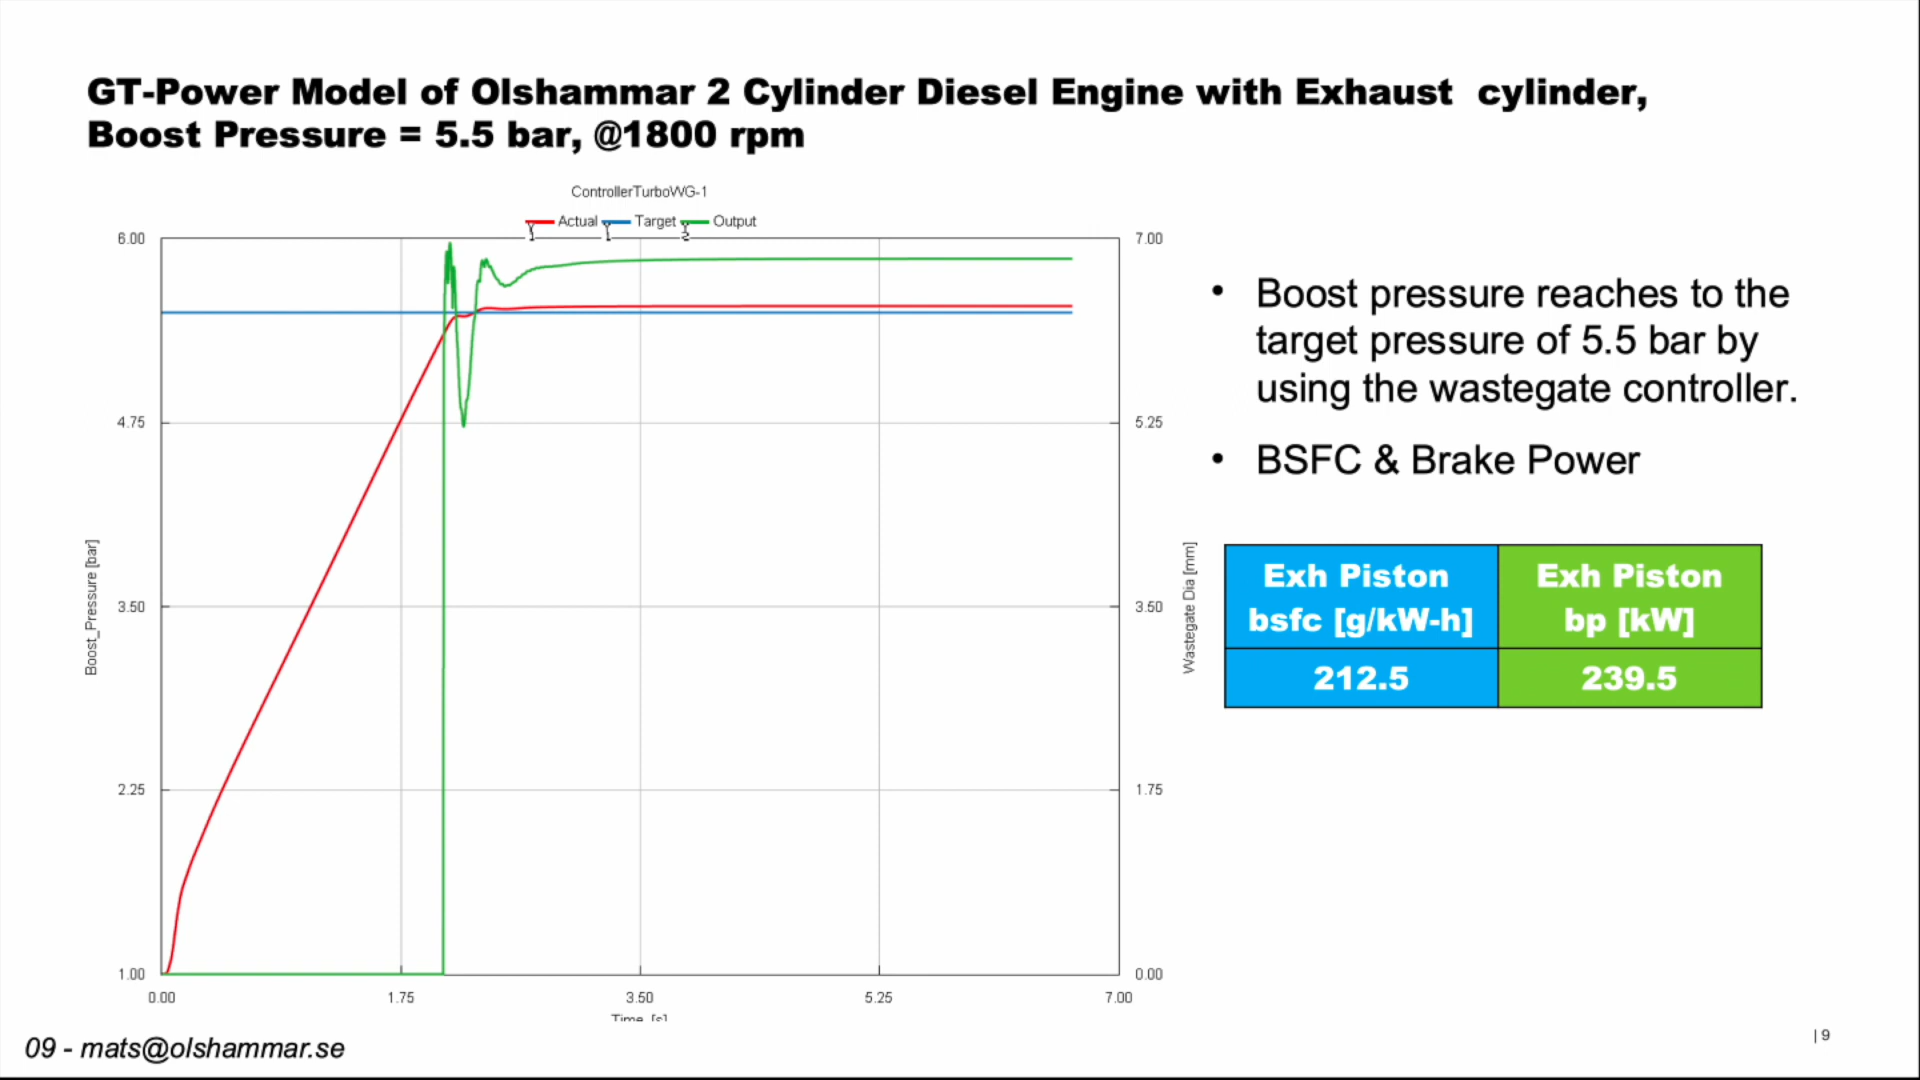 GT-Power Model of Olshammar 2 Cylinder Diesel Engine with Exhaust cylinder,
Boost Pressure = 5.5 bar, @1800 rpm
ControllerTurboWG-1
Actual Target Output
1 1 2
6.00
4.75
3.50
2.25
1.00
Boost_Pressure [bar]
7.00
5.25
3.50
1.75
0.00
Wastegate Dia [mm]
0.00 1.75 3.50 5.25 7.00
Time [s]
• Boost pressure reaches to the
target pressure of 5.5 bar by
using the wastegate controller.
• BSFC & Brake Power
Exh Piston
bsfc [g/kW-h]
Exh Piston
bp [kW]
212.5 239.5
09 - mats@olshammar.se
| 9